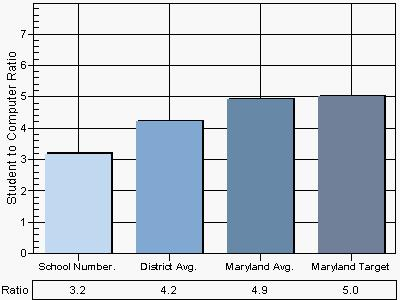 Student to Computer Ratio
7
6
5
4
3
2
1
0
School Number. District Avg. Maryland Avg. Maryland Target
Ratio 3.2 4.2 4.9 5.0